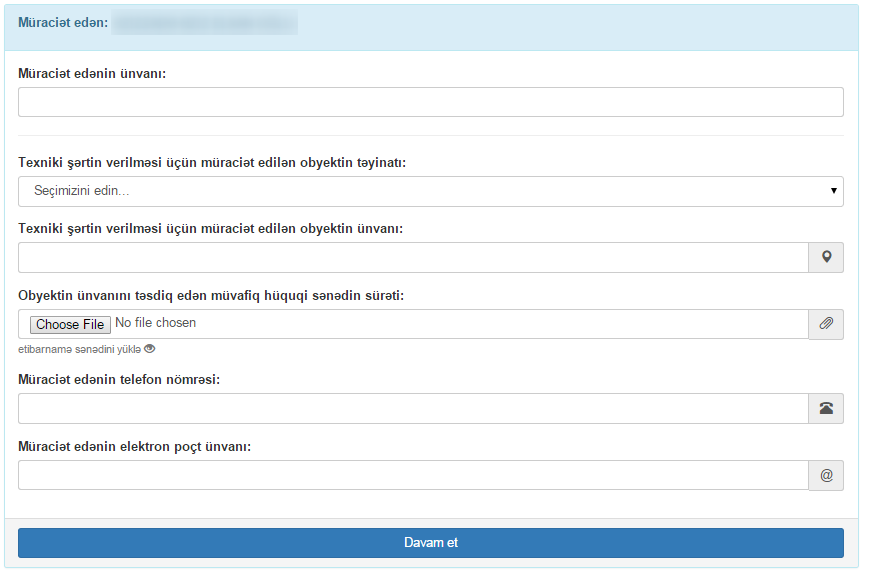 Müraciət edən:
Müraciət edənin ünvanı:
Texniki şərtin verilməsi üçün müraciət edilən obyektin təyinatı:
Seçimizini edin...
Texniki şərtin verilməsi üçün müraciət edilən obyektin ünvanı:
Obyektin ünvanını təsdiq edən müvafiq hüquqi sənədin sürəti:
Choose File No file chosen
etibarnamə sənədini yüklə
Müraciət edənin telefon nömrəsi:
Müraciət edənin elektron poçt ünvanı:
@
Davam et